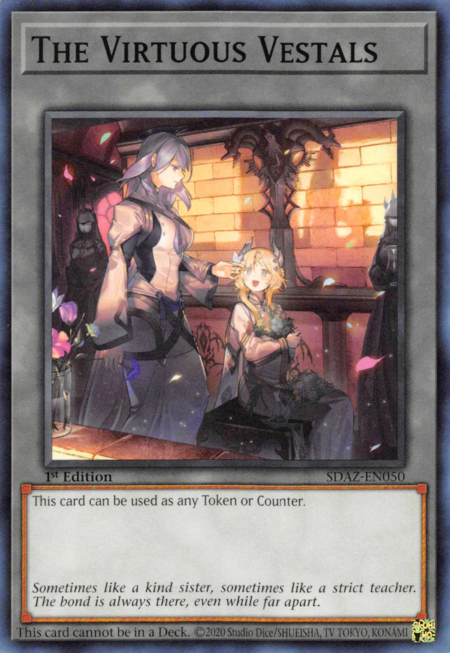 THE VIRTUOUS VESTALS
1st Edition
SDAZ-EN050
This card can be used as any Token or Counter.
Sometimes like a kind sister, sometimes like a strict teacher.
The bond is always there, even while far apart.
This card cannot be in a Deck. ©2020 Studio Dice/SHUEISHA, TV TOKYO, KONAMI